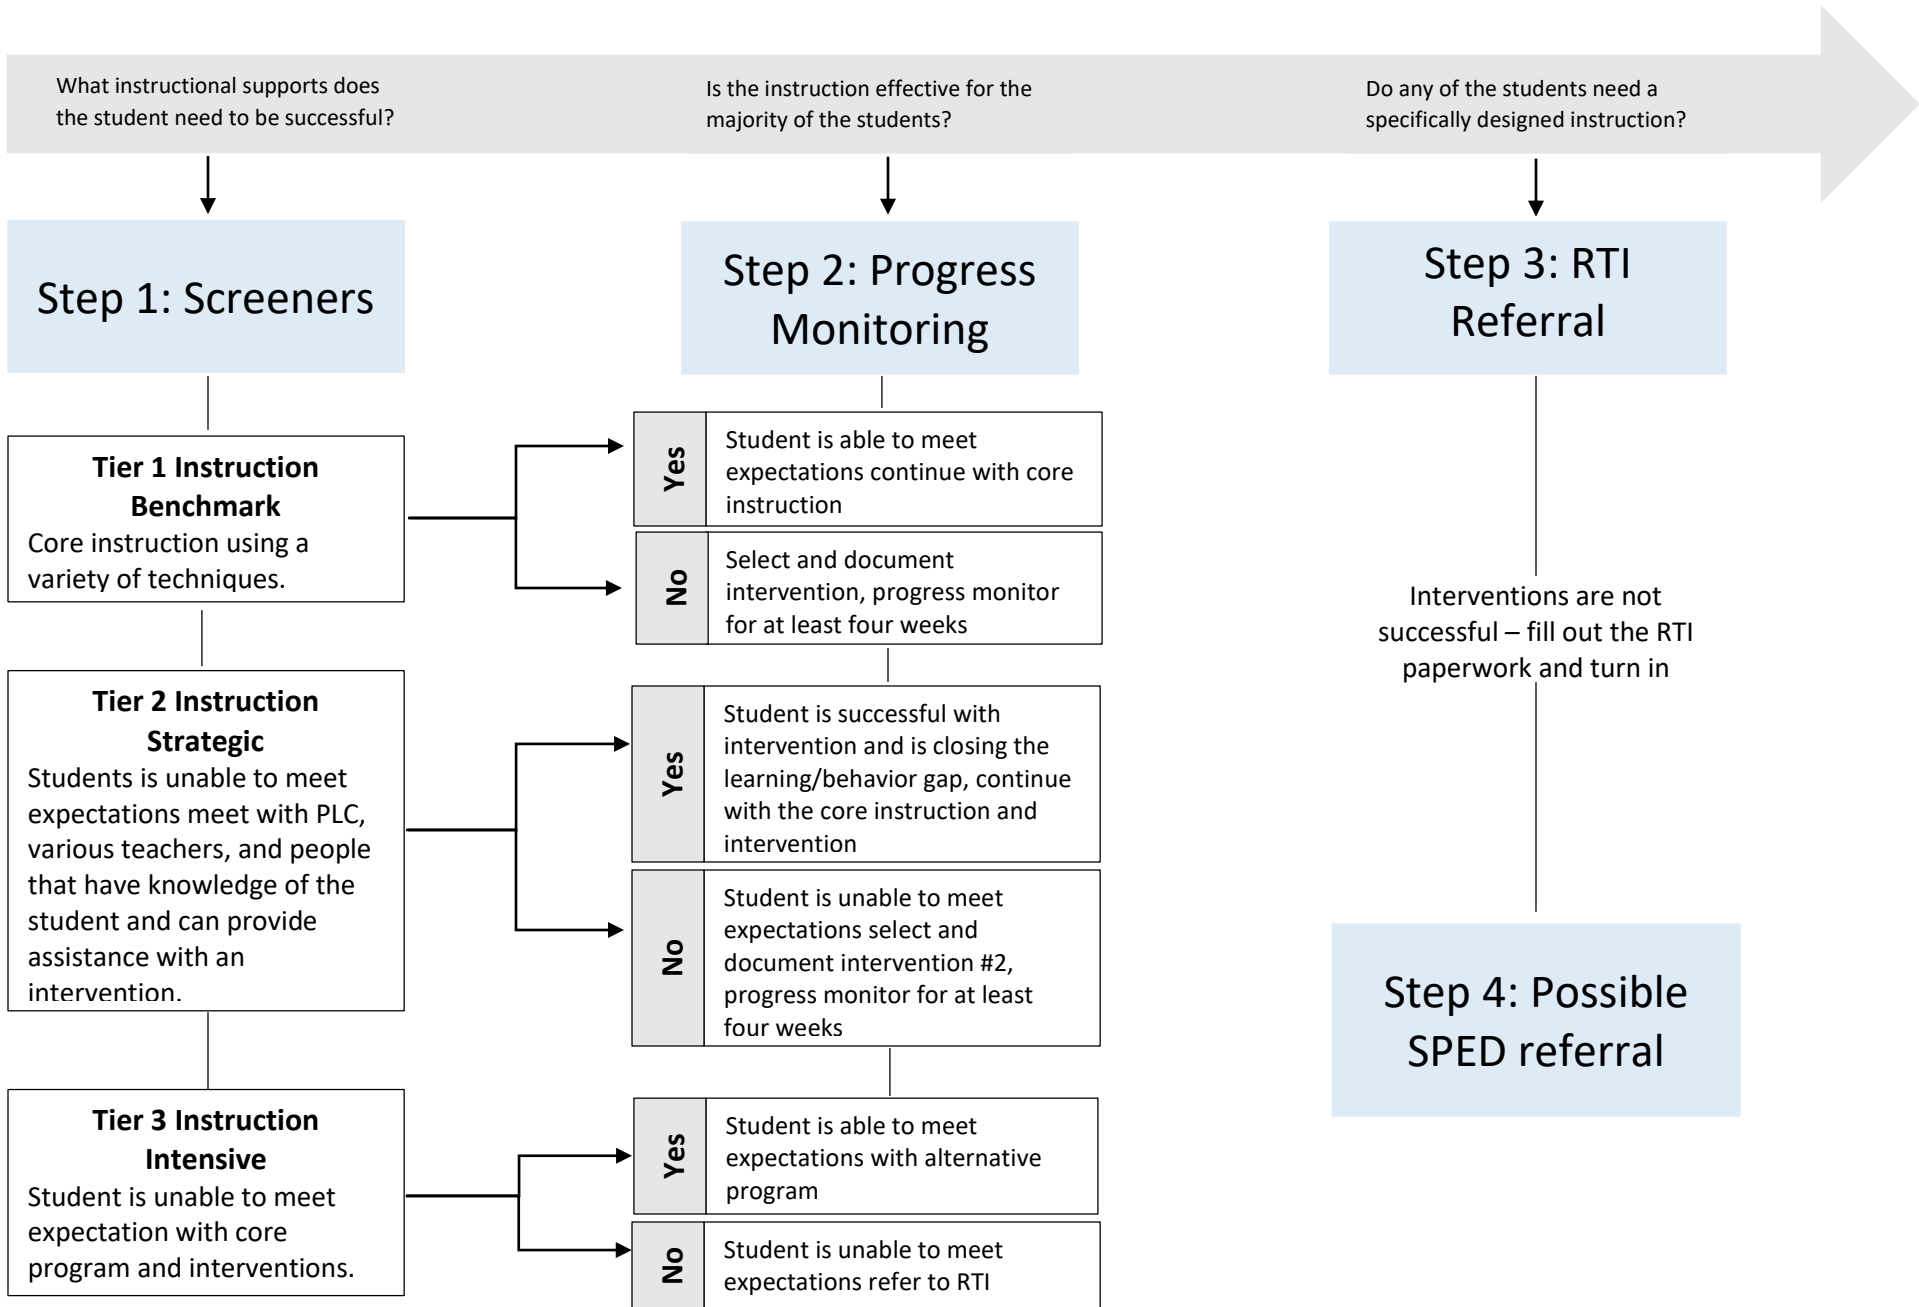 What instructional supports does
the student need to be successful?
Is the instruction effective for the
majority of the students?
Do any of the students need a
specifically designed instruction?
Step 1: Screeners
Step 2: Progress
Monitoring
Step 3: RTI
Referral
Tier 1 Instruction
Benchmark
Core instruction using a
variety of techniques.
Yes
Student is able to meet
expectations continue with core
instruction
No
Select and document
intervention, progress monitor
for at least four weeks
Interventions are not
successful – fill out the RTI
paperwork and turn in
Tier 2 Instruction
Strategic
Students is unable to meet
expectations meet with PLC,
various teachers, and people
that have knowledge of the
student and can provide
assistance with an
intervention.
Yes
Student is successful with
intervention and is closing the
learning/behavior gap, continue
with the core instruction and
intervention
No
Student is unable to meet
expectations select and
document intervention #2,
progress monitor for at least
four weeks
Step 4: Possible
SPED referral
Tier 3 Instruction
Intensive
Student is unable to meet
expectation with core
program and interventions.
Yes
Student is able to meet
expectations with alternative
program
No
Student is unable to meet
expectations refer to RTI